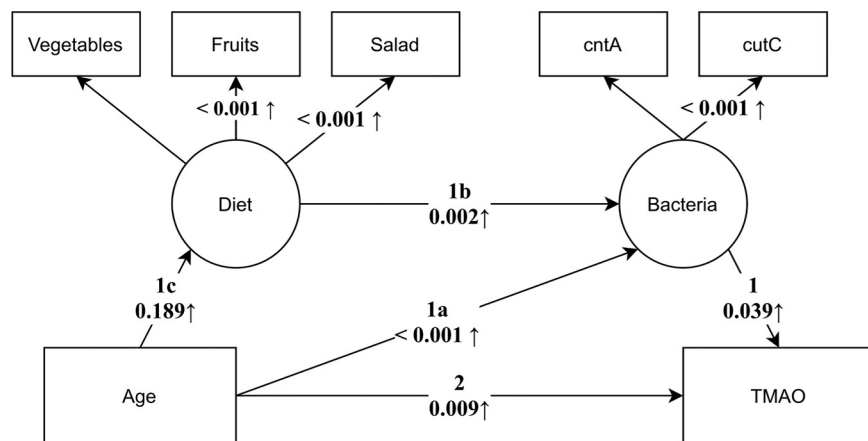 Vegetables
Fruits
Salad
cntA
cutC
< 0.001 ↑
< 0.001 ↑
< 0.001 ↑
Diet
1b
0.002↑
Bacteria
1c
0.189↑
1a
< 0.001 ↑
1
0.039↑
Age
2
0.009↑
TMAO